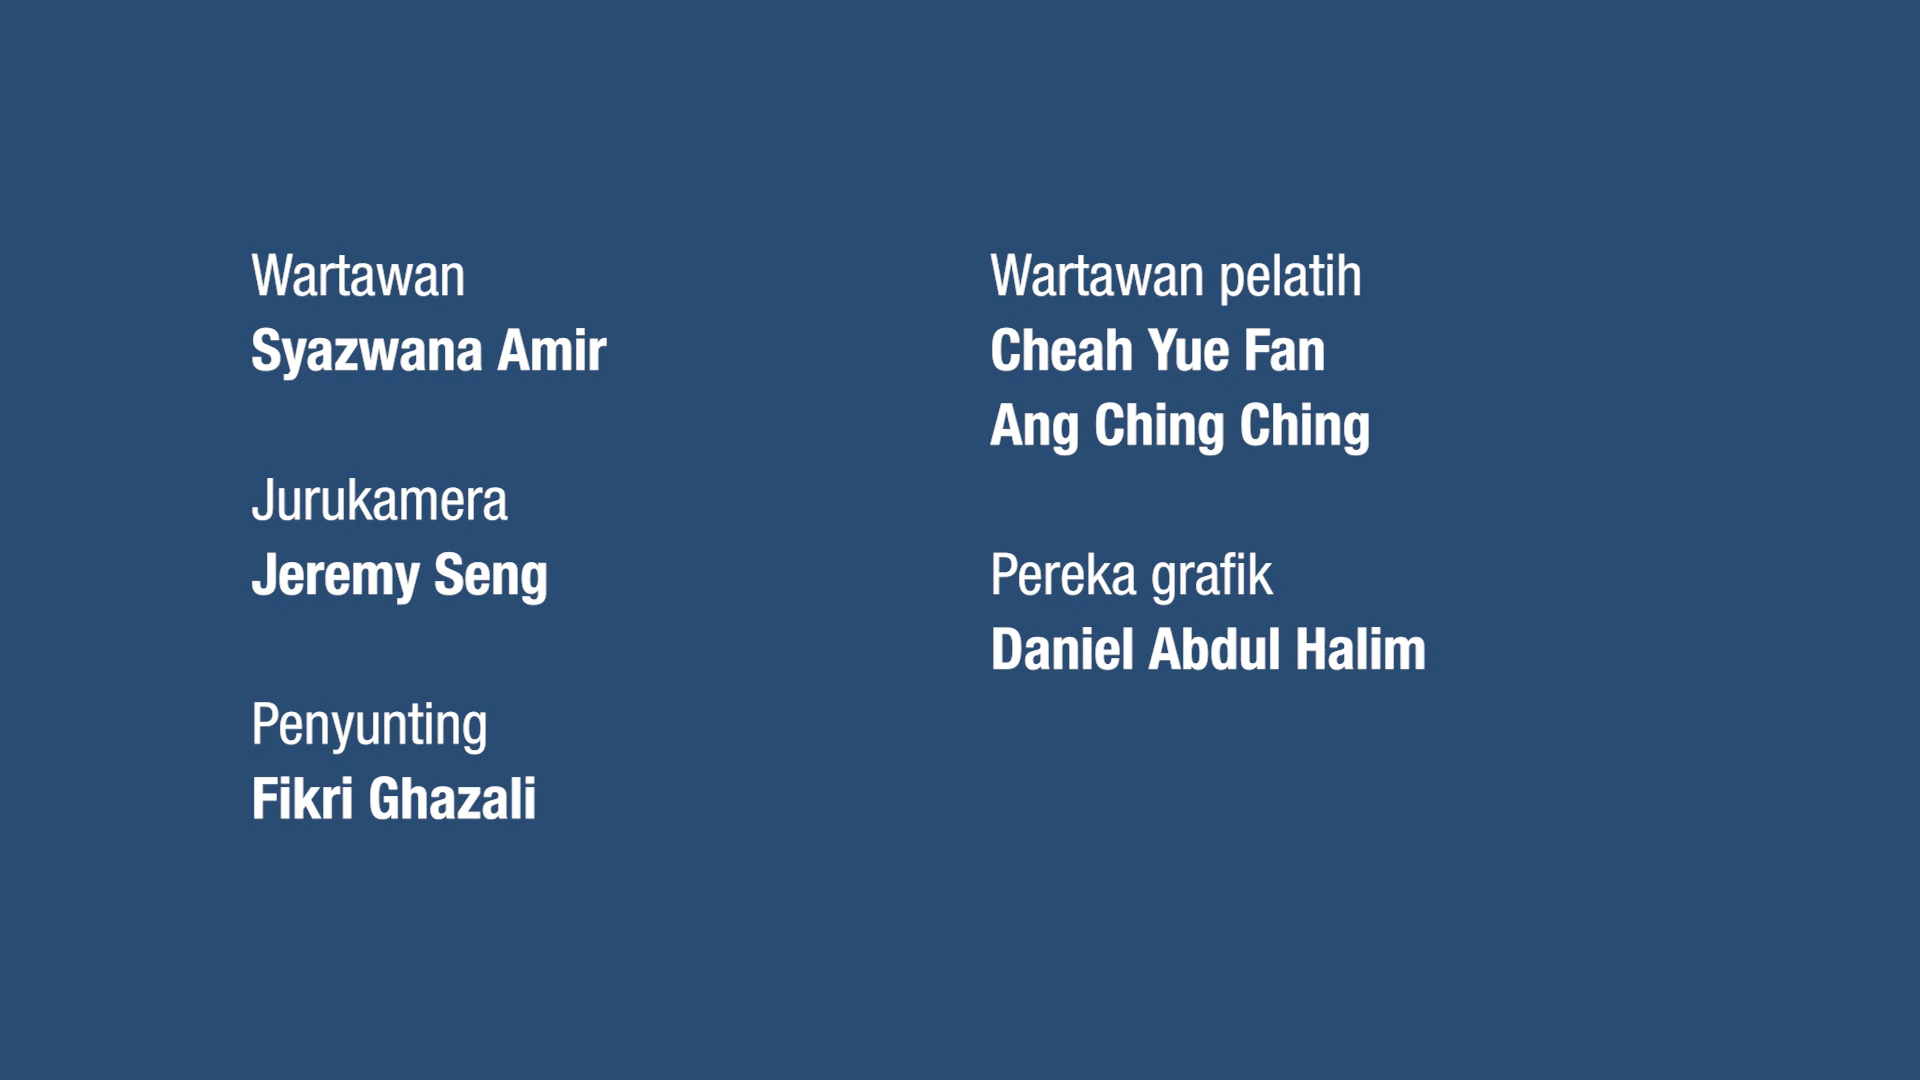 Wartawan
Syazwana Amir
Jurukamera
Jeremy Seng
Penyunting
Fikri Ghazali
Wartawan pelatih
Cheah Yue Fan
Ang Ching Ching
Pereka grafik
Daniel Abdul Halim